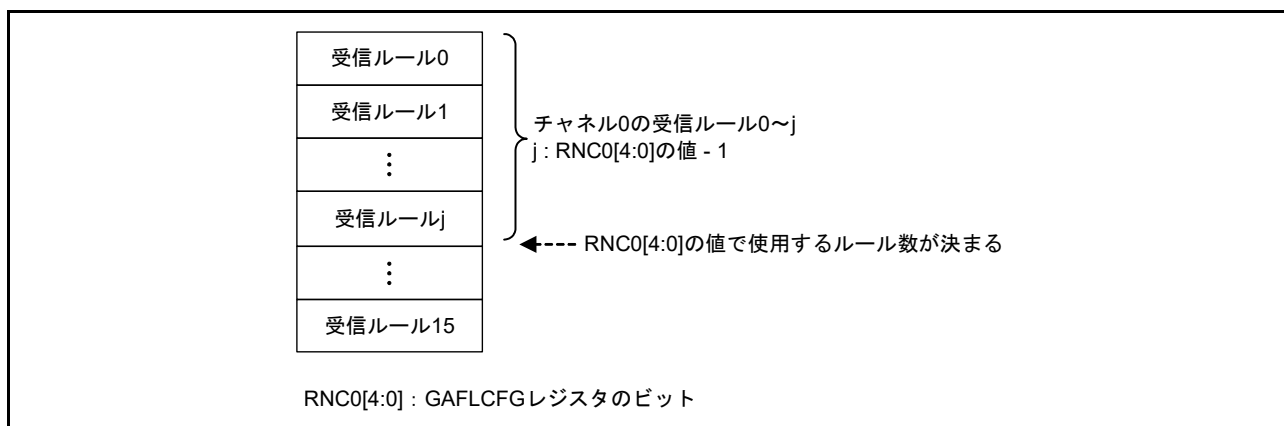 受信ルール0
受信ルール1
⋮
受信ルールj
⋮
受信ルール15
チャネル0の受信ルール0～j
j : RNC0[4:0]の値 - 1
RNC0[4:0]の値で使用するルール数が決まる
RNC0[4:0]：GAFLCFGレジスタのビット